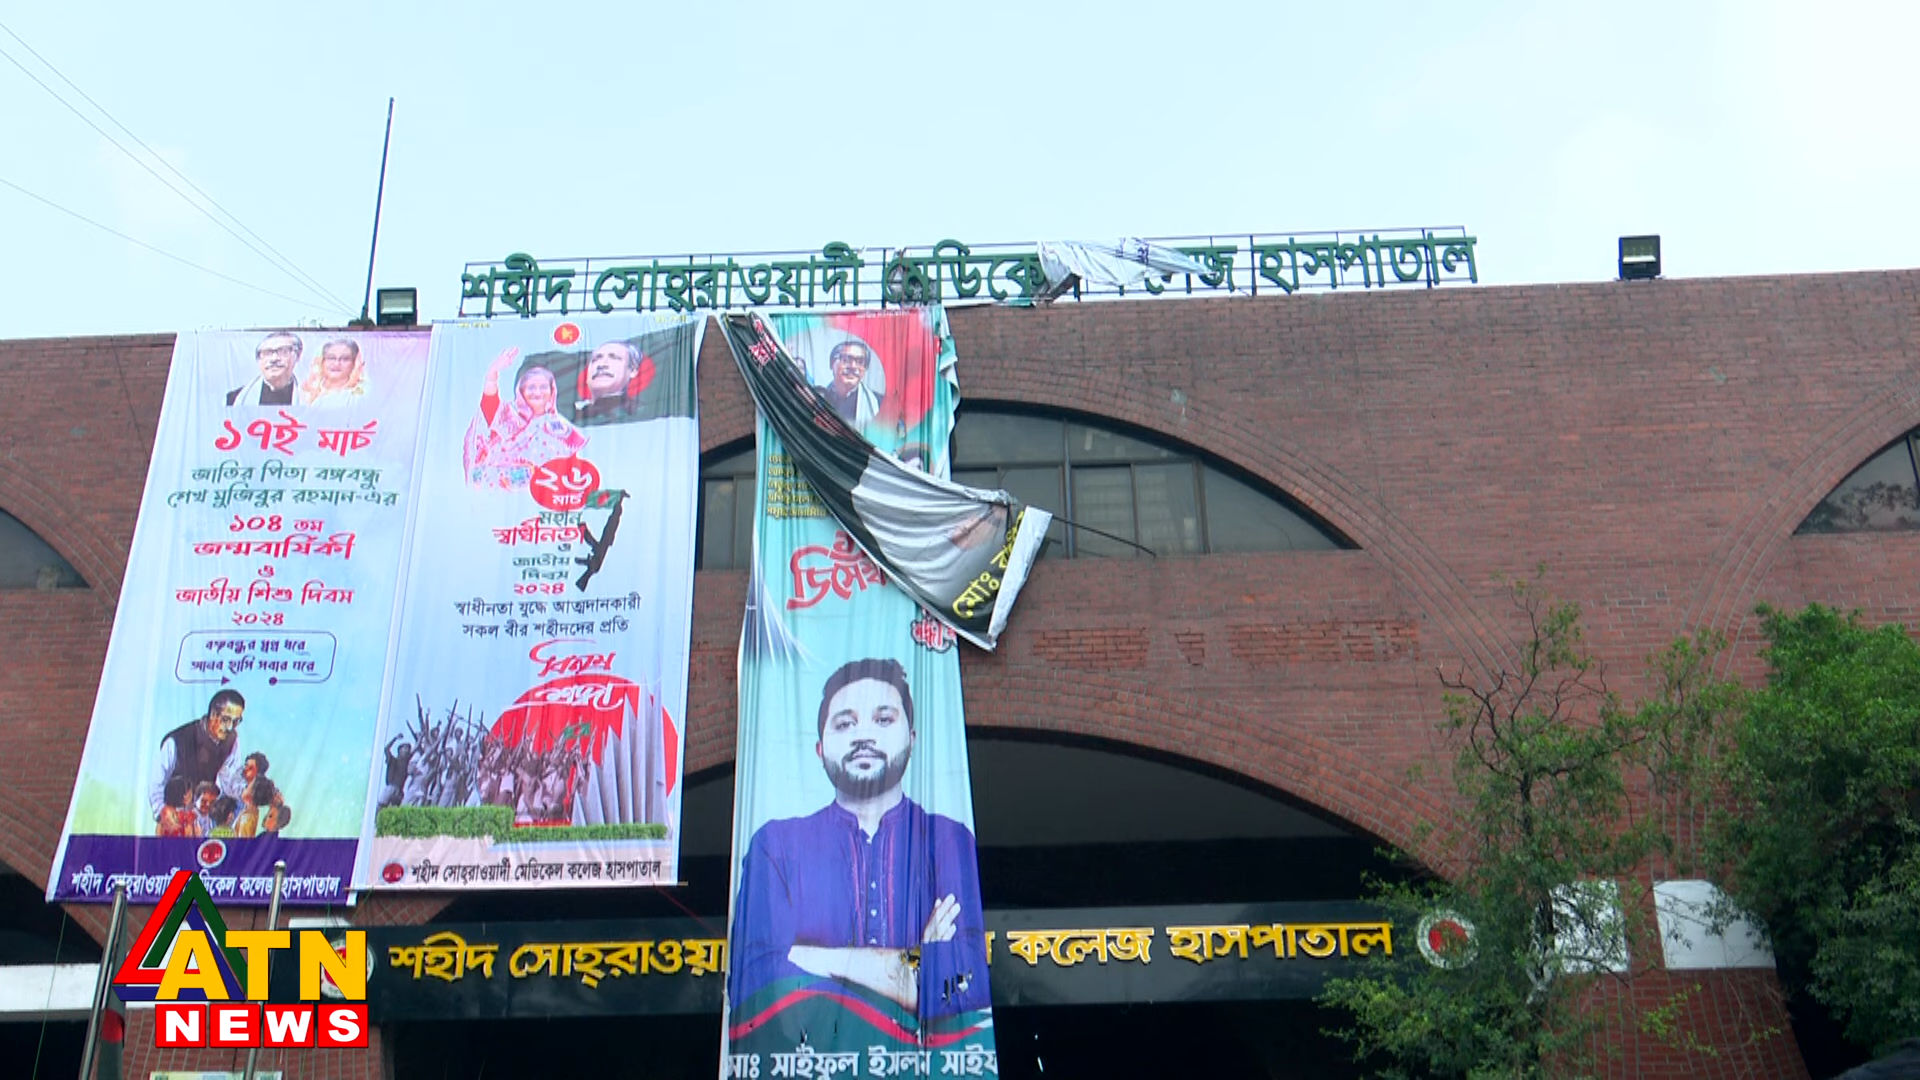 শহীদ সোহ্‌রাওয়ার্দী মেডিকে লেজ হাসপাতাল
১৭ই মার্চ
জাতির পিতা বঙ্গবন্ধু
শেখ মুজিবুর রহমান-এর
১০৪ তম
জন্মবার্ষিকী
ও
জাতীয় শিশু দিবস
২০২৪
বঙ্গবন্ধুর স্বপ্ন ধরে
আনব হাসি সবার ঘরে
শহীদ সোহ্‌রাওয়ার্দী মেডিকেল কলেজ হাসপাতাল
২৬
মার্চ
মহান
স্বাধীনতা
ও
জাতীয়
দিবস
২০২৪
স্বাধীনতা যুদ্ধে আত্মদানকারী
সকল বীর শহীদদের প্রতি
বিনম্র
শ্রদ্ধা
শহীদ সোহ্‌রাওয়ার্দী মেডিকেল কলেজ হাসপাতাল
ডিসেম্ব
মোঃ
মোঃ সাইফুল ইসলাম সাইফ
শহীদ সোহ্‌রাওয়া কলেজ হাসপাতাল
ATN
NEWS